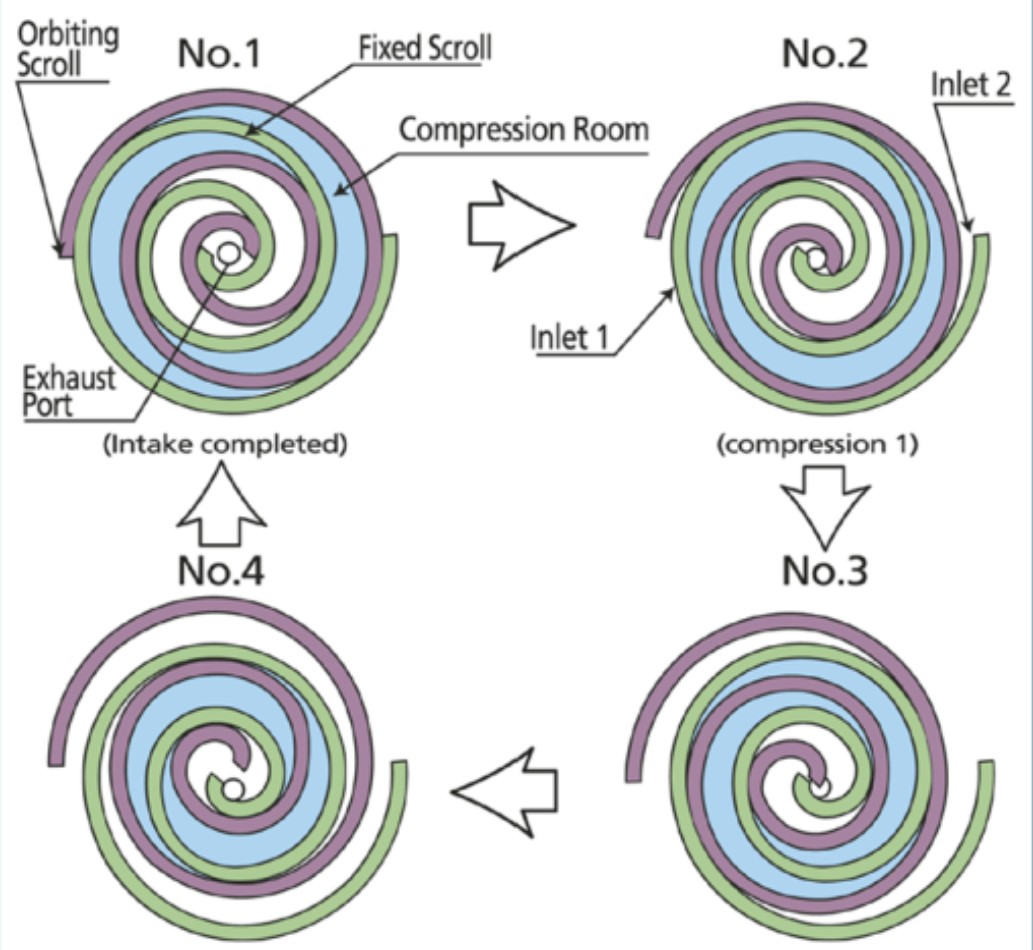 Orbiting
Scroll
No.1
Fixed Scroll
Compression Room
Exhaust
Port
(Intake completed)
No.2
Inlet 2
Inlet 1
(compression 1)
No.4
No.3